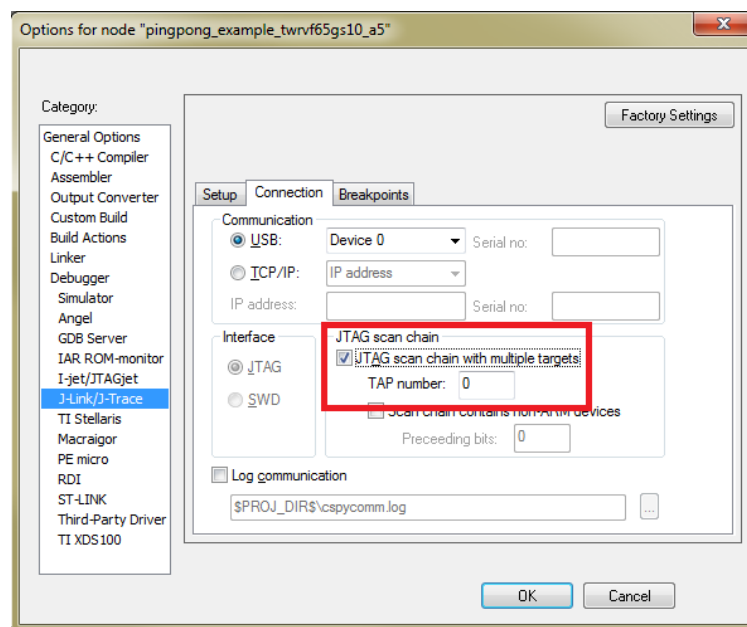 Options for node "pingpong_example_twrvf65gs10_a5"
Category:
Factory Settings
General Options
C/C++ Compiler
Assembler
Output Converter
Custom Build
Build Actions
Linker
Debugger
Simulator
Angel
GDB Server
IAR ROM-monitor
I-jet/JTAGjet
J-Link/J-Trace
TI Stellaris
Macraigor
PE micro
RDI
ST-LINK
Third-Party Driver
TI XDS100
Setup Connection Breakpoints
Communication
USB: Device 0 Serial no:
TCP/IP: IP address
IP address: Serial no:
Interface
JTAG
SWD
JTAG scan chain
JTAG scan chain with multiple targets
TAP number: 0
Scan chain contains non-ARM devices
Preceeding bits: 0
Log communication
$PROJ_DIR$\cspycomm.log
...
OK Cancel